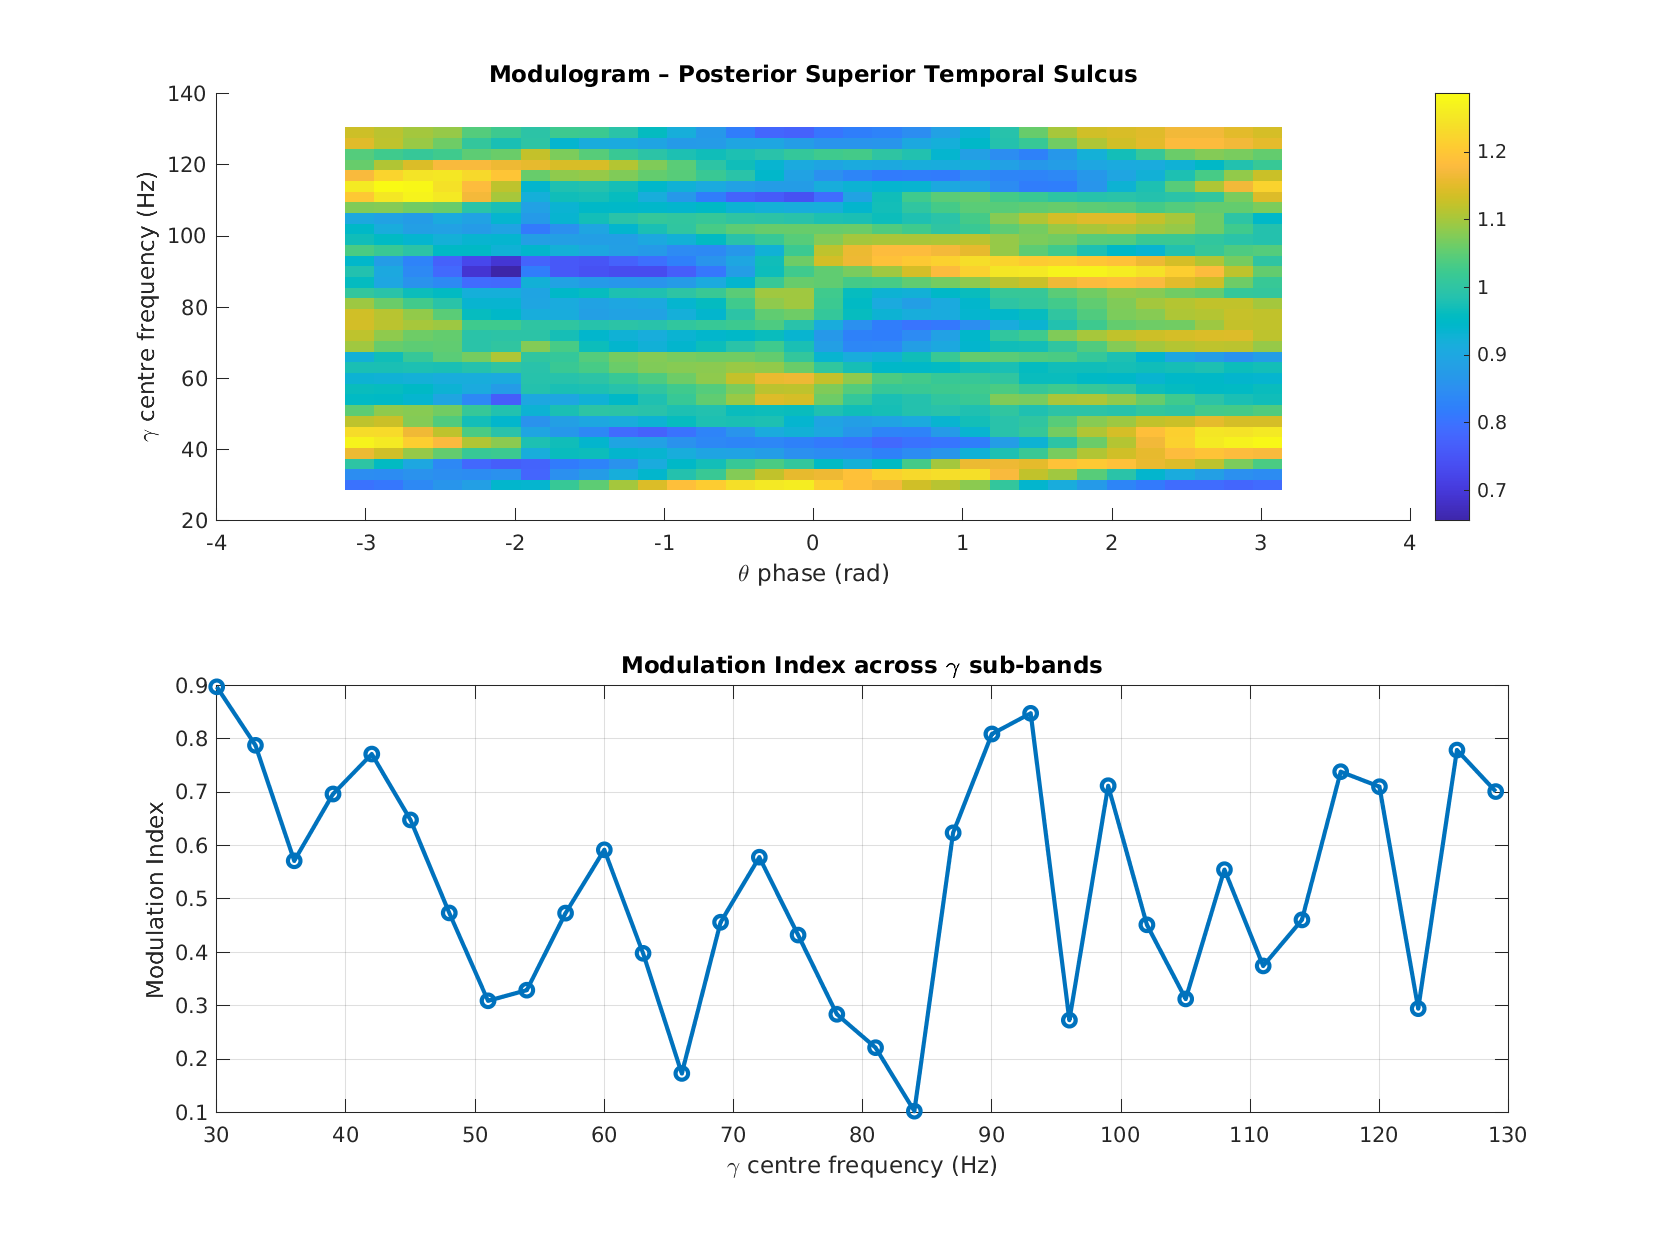 Modulogram – Posterior Superior Temporal Sulcus
140
120
100
80
60
40
20
γ centre frequency (Hz)
-4 -3 -2 -1 0 1 2 3 4
θ phase (rad)
1.2
1.1
1
0.9
0.8
0.7
Modulation Index across γ sub-bands
0.9
0.8
0.7
0.6
0.5
0.4
0.3
0.2
0.1
Modulation Index
30 40 50 60 70 80 90 100 110 120 130
γ centre frequency (Hz)